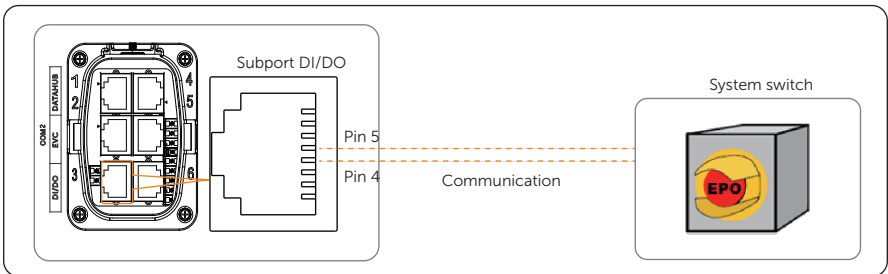 Subport DI/DO
System switch
COM2
DATAHUB
EVC
DI/DO
1
2
3
4
5
6
Pin 5
Pin 4
Communication
EPO